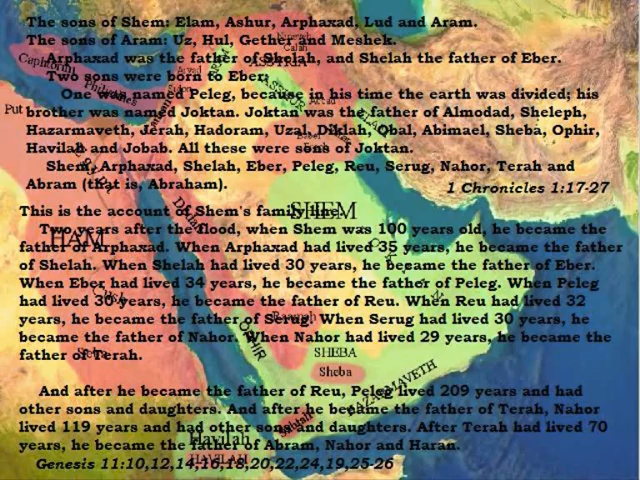 The sons of Shem: Elam, Ashur, Arphaxad, Lud and Aram.
The sons of Aram: Uz, Hul, Gether and Meshek.
Arphaxad was the father of Shelah, and Shelah the father of Eber.
Two sons were born to Eber:
One was named Peleg, because in his time the earth was divided; his
brother was named Joktan. Joktan was the father of Almodad, Sheleph,
Hazarmaveth, Jerah, Hadoram, Uzal, Diklah, Obal, Abimael, Sheba, Ophir,
Havilah and Jobab. All these were sons of Joktan.
Shem, Arphaxad, Shelah, Eber, Peleg, Reu, Serug, Nahor, Terah and
Abram (that is, Abraham).
1 Chronicles 1:17-27
This is the account of Shem's family line.
Two years after the flood, when Shem was 100 years old, he became the
father of Arphaxad. When Arphaxad had lived 35 years, he became the father
of Shelah. When Shelah had lived 30 years, he became the father of Eber.
When Eber had lived 34 years, he became the father of Peleg. When Peleg
had lived 30 years, he became the father of Reu. When Reu had lived 32
years, he became the father of Serug. When Serug had lived 30 years, he
became the father of Nahor. When Nahor had lived 29 years, he became the
father of Terah.
And after he became the father of Reu, Peleg lived 209 years and had
other sons and daughters. And after he became the father of Terah, Nahor
lived 119 years and had other sons and daughters. After Terah had lived 70
years, he became the father of Abram, Nahor and Haran.
Genesis 11:10,12,14,16,18,20,22,24,19,25-26
Caphtorim
Philistines
Put
Calah
Accad
SHEM
HAM
OPHIR
SHEBA
Sheba
HAZARMAVETH
Havilah
HAVILAH